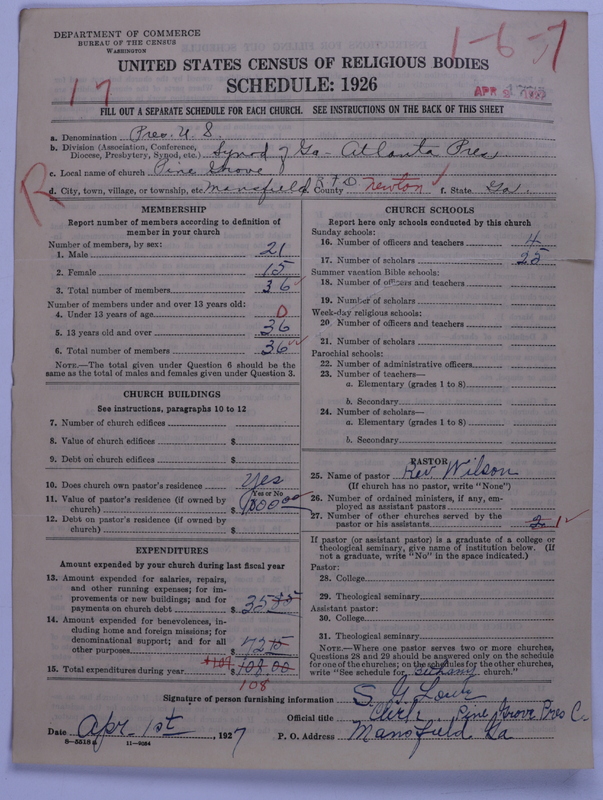 DEPARTMENT OF COMMERCE
BUREAU OF THE CENSUS
WASHINGTON
1-6-7
UNITED STATES CENSUS OF RELIGIOUS BODIES
SCHEDULE: 1926
17
APR
FILL OUT A SEPARATE SCHEDULE FOR EACH CHURCH. SEE INSTRUCTIONS ON THE BACK OF THIS SHEET
a. Denomination Pres. U. S.
b. Division (Association, Conference, Diocese, Presbytery, Synod, etc.) Synod of Ga - Atlanta Pres
c. Local name of church Pine Grove
R
d. City, town, village, or township, etc. Mansfield R F D e. County Newton f. State Ga.
MEMBERSHIP
Report number of members according to definition of
member in your church
Number of members, by sex:
1. Male 21
2. Female 15
3. Total number of members 36
Number of members under and over 13 years old:
4. Under 13 years of age 0
5. 13 years old and over 36
6. Total number of members 36
NOTE.—The total given under Question 6 should be
same as the total of males and females given under Question 3.
CHURCH BUILDINGS
See instructions, paragraphs 10 to 12
7. Number of church edifices
8. Value of church edifices $
9. Debt on church edifices $
10. Does church own pastor's residence Yes
Yes or No
11. Value of pastor's residence (if owned by
church) $
12. Debt on pastor's residence (if owned by
church) $
EXPENDITURES
Amount expended by your church during last fiscal year
13. Amount expended for salaries, repairs,
and other running expenses; for im-
provements or new buildings; and for
payments on church debt $ 35
14. Amount expended for benevolences, in-
cluding home and foreign missions; for
denominational support; and for all
other purposes $ 72
15. Total expenditures during year $ 108.00
108
CHURCH SCHOOLS
Report here only schools conducted by this church
Sunday schools:
16. Number of officers and teachers 4
17. Number of scholars 25
Summer vacation Bible schools:
18. Number of officers and teachers
19. Number of scholars
Week-day religious schools:
20. Number of officers and teachers
21. Number of scholars
Parochial schools:
22. Number of administrative officers
23. Number of teachers—
a. Elementary (grades 1 to 8)
b. Secondary
24. Number of scholars—
a. Elementary (grades 1 to 8)
b. Secondary
PASTOR
25. Name of pastor Rev. Wilson
(If church has no pastor, write "None")
26. Number of ordained ministers, if any, em-
ployed as assistant pastors
27. Number of other churches served by the
pastor or his assistants 2 1
If pastor (or assistant pastor) is a graduate of a college or
theological seminary, give name of institution below. (If
not a graduate, write "No" in the space indicated.)
Pastor:
28. College
29. Theological seminary
Assistant pastor:
30. College
31. Theological seminary
NOTE.—Where one pastor serves two or more churches,
Questions 28 and 29 should be answered only on the schedule
for one of the churches; on the schedules for the other churches,
write "See schedule for Bethany church."
Signature of person furnishing information S. G.
Official title Clerk, Pine Grove Pres C.
Date Apr. 1st, 1927 P. O. Address Mansfield Ga
8-5518a 11-9084